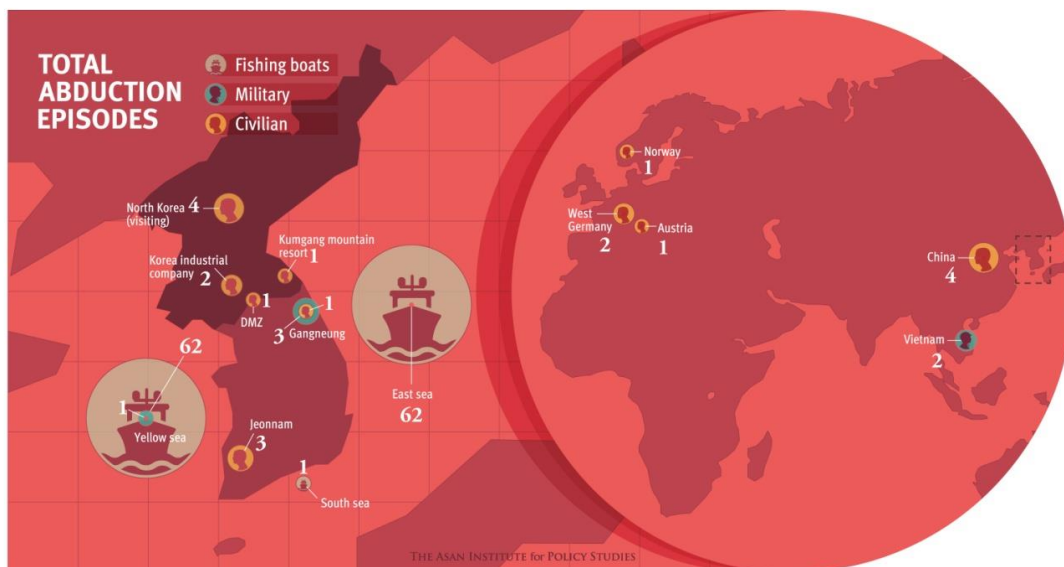 TOTAL
ABDUCTION
EPISODES
Fishing boats
Military
Civilian
North Korea
(visiting)
4
Kumgang mountain
resort
1
Korea industrial
company
2
DMZ
1
1
3
Gangneung
62
1
Yellow sea
East sea
62
Jeonnam
3
1
South sea
Norway
1
West
Germany
2
Austria
1
China
4
Vietnam
2
THE ASAN INSTITUTE for POLICY STUDIES